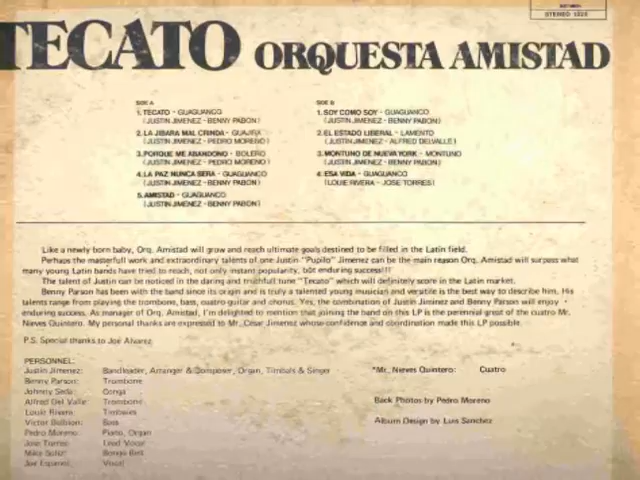 STEREO
TECATO ORQUESTA AMISTAD
SIDE A
1. TECATO - GUAGUANCO
(JUSTIN JIMENEZ - BENNY PABON)
2. LA JIBARA MAL CRINDA - GUAJIRA
(JUSTIN JIMENEZ - PEDRO MORENO)
3. PORQUE ME ABANDONO - BOLERO
(JUSTIN JIMENEZ - PEDRO MORENO)
4. LA PAZ NUNCA SERA - GUAGUANCO
(JUSTIN JIMENEZ - BENNY PABON)
5. AMISTAD - GUAGUANCO
(JUSTIN JIMENEZ - BENNY PABON)
SIDE B
1. SOY COMO SOY - GUAGUANCO
(JUSTIN JIMENEZ - BENNY PABON)
2. EL ESTADO LIBERAL - LAMENTO
(JUSTIN JIMENEZ - ALFRED DELVALLE)
3. MONTUNO DE NUEVA YORK - MONTUNO
(JUSTIN JIMENEZ - BENNY PABON)
4. ESA VIDA - GUAGUANCO
(LOUIE RIVERA - JOSE TORRES)
Like a newly born baby, Orq. Amistad will grow and reach ultimate goals destined to be filled in the Latin field.
Perhaps the masterfull work and extraordinary talents of one Justin "Pupilo" Jimenez can be the main reason Orq. Amistad will surpass what
many young Latin bands have tried to reach, not only instant popularity, but enduring success!!!
The talent of Justin can be noticed in the daring and truthfull tune "Tecato" which will definitely score in the Latin market.
Benny Parson has been with the band since its origin and is truly a talented young musician and versatile is the best way to describe him. His
talents range from playing the trombone, bass, cuatro guitar and chorus. Yes, the combination of Justin Jiminez and Benny Parson will enjoy
enduring success. As manager of Orq. Amistad, I'm delighted to mention that joining the band on this LP is the perennial great of the cuatro Mr.
Nieves Quintero. My personal thanks are expressed to Mr. Cesar Jimenez whose confidence and coordination made this LP possible.
P.S. Special thanks to Joe Alvarez
PERSONNEL:
Justin Jimenez: Bandleader, Arranger & Composer, Organ, Timbals & Singer
Benny Parson: Trombone
Johnny Seda: Conga
Alfred Del Valle: Trombone
Louie Rivera: Timbales
Victor Bass
Pedro Moreno: Piano, Organ
Jose Torres: Lead Vocal
Mike Bongo Bell
Joe Vocal
*Mr. Nieves Quintero: Cuatro
Back Photos by Pedro Moreno
Album Design by Luis Sanchez